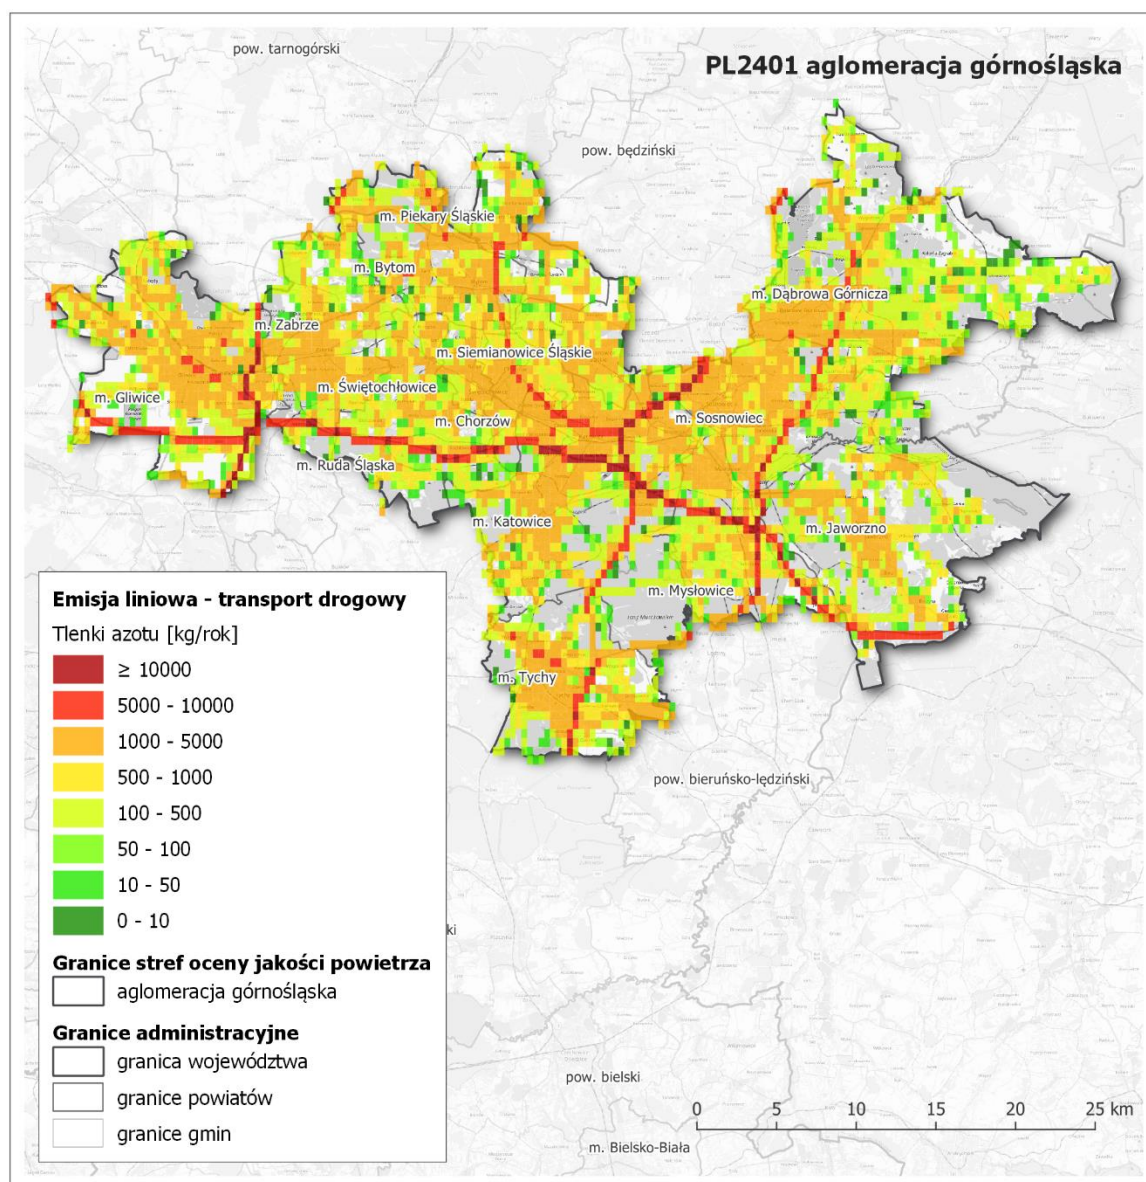 pow. tarnogórski
PL2401 aglomeracja górnośląska
pow. będziński
m. Piekary Śląskie
m. Bytom
m. Dąbrowa Górnicza
m. Zabrze
m. Siemianowice Śląskie
m. Świętochłowice
m. Gliwice
m. Chorzów
m. Sosnowiec
m. Ruda Śląska
m. Katowice
m. Jaworzno
m. Mysłowice
m. Tychy
pow. bieruńsko-lędziński
Emisja liniowa - transport drogowy
Tlenki azotu [kg/rok]
≥ 10000
5000 - 10000
1000 - 5000
500 - 1000
100 - 500
50 - 100
10 - 50
0 - 10
ki
Granice stref oceny jakości powietrza
aglomeracja górnośląska
Granice administracyjne
granica województwa
granice powiatów
granice gmin
pow. bielski
0 5 10 15 20 25 km
m. Bielsko-Biała